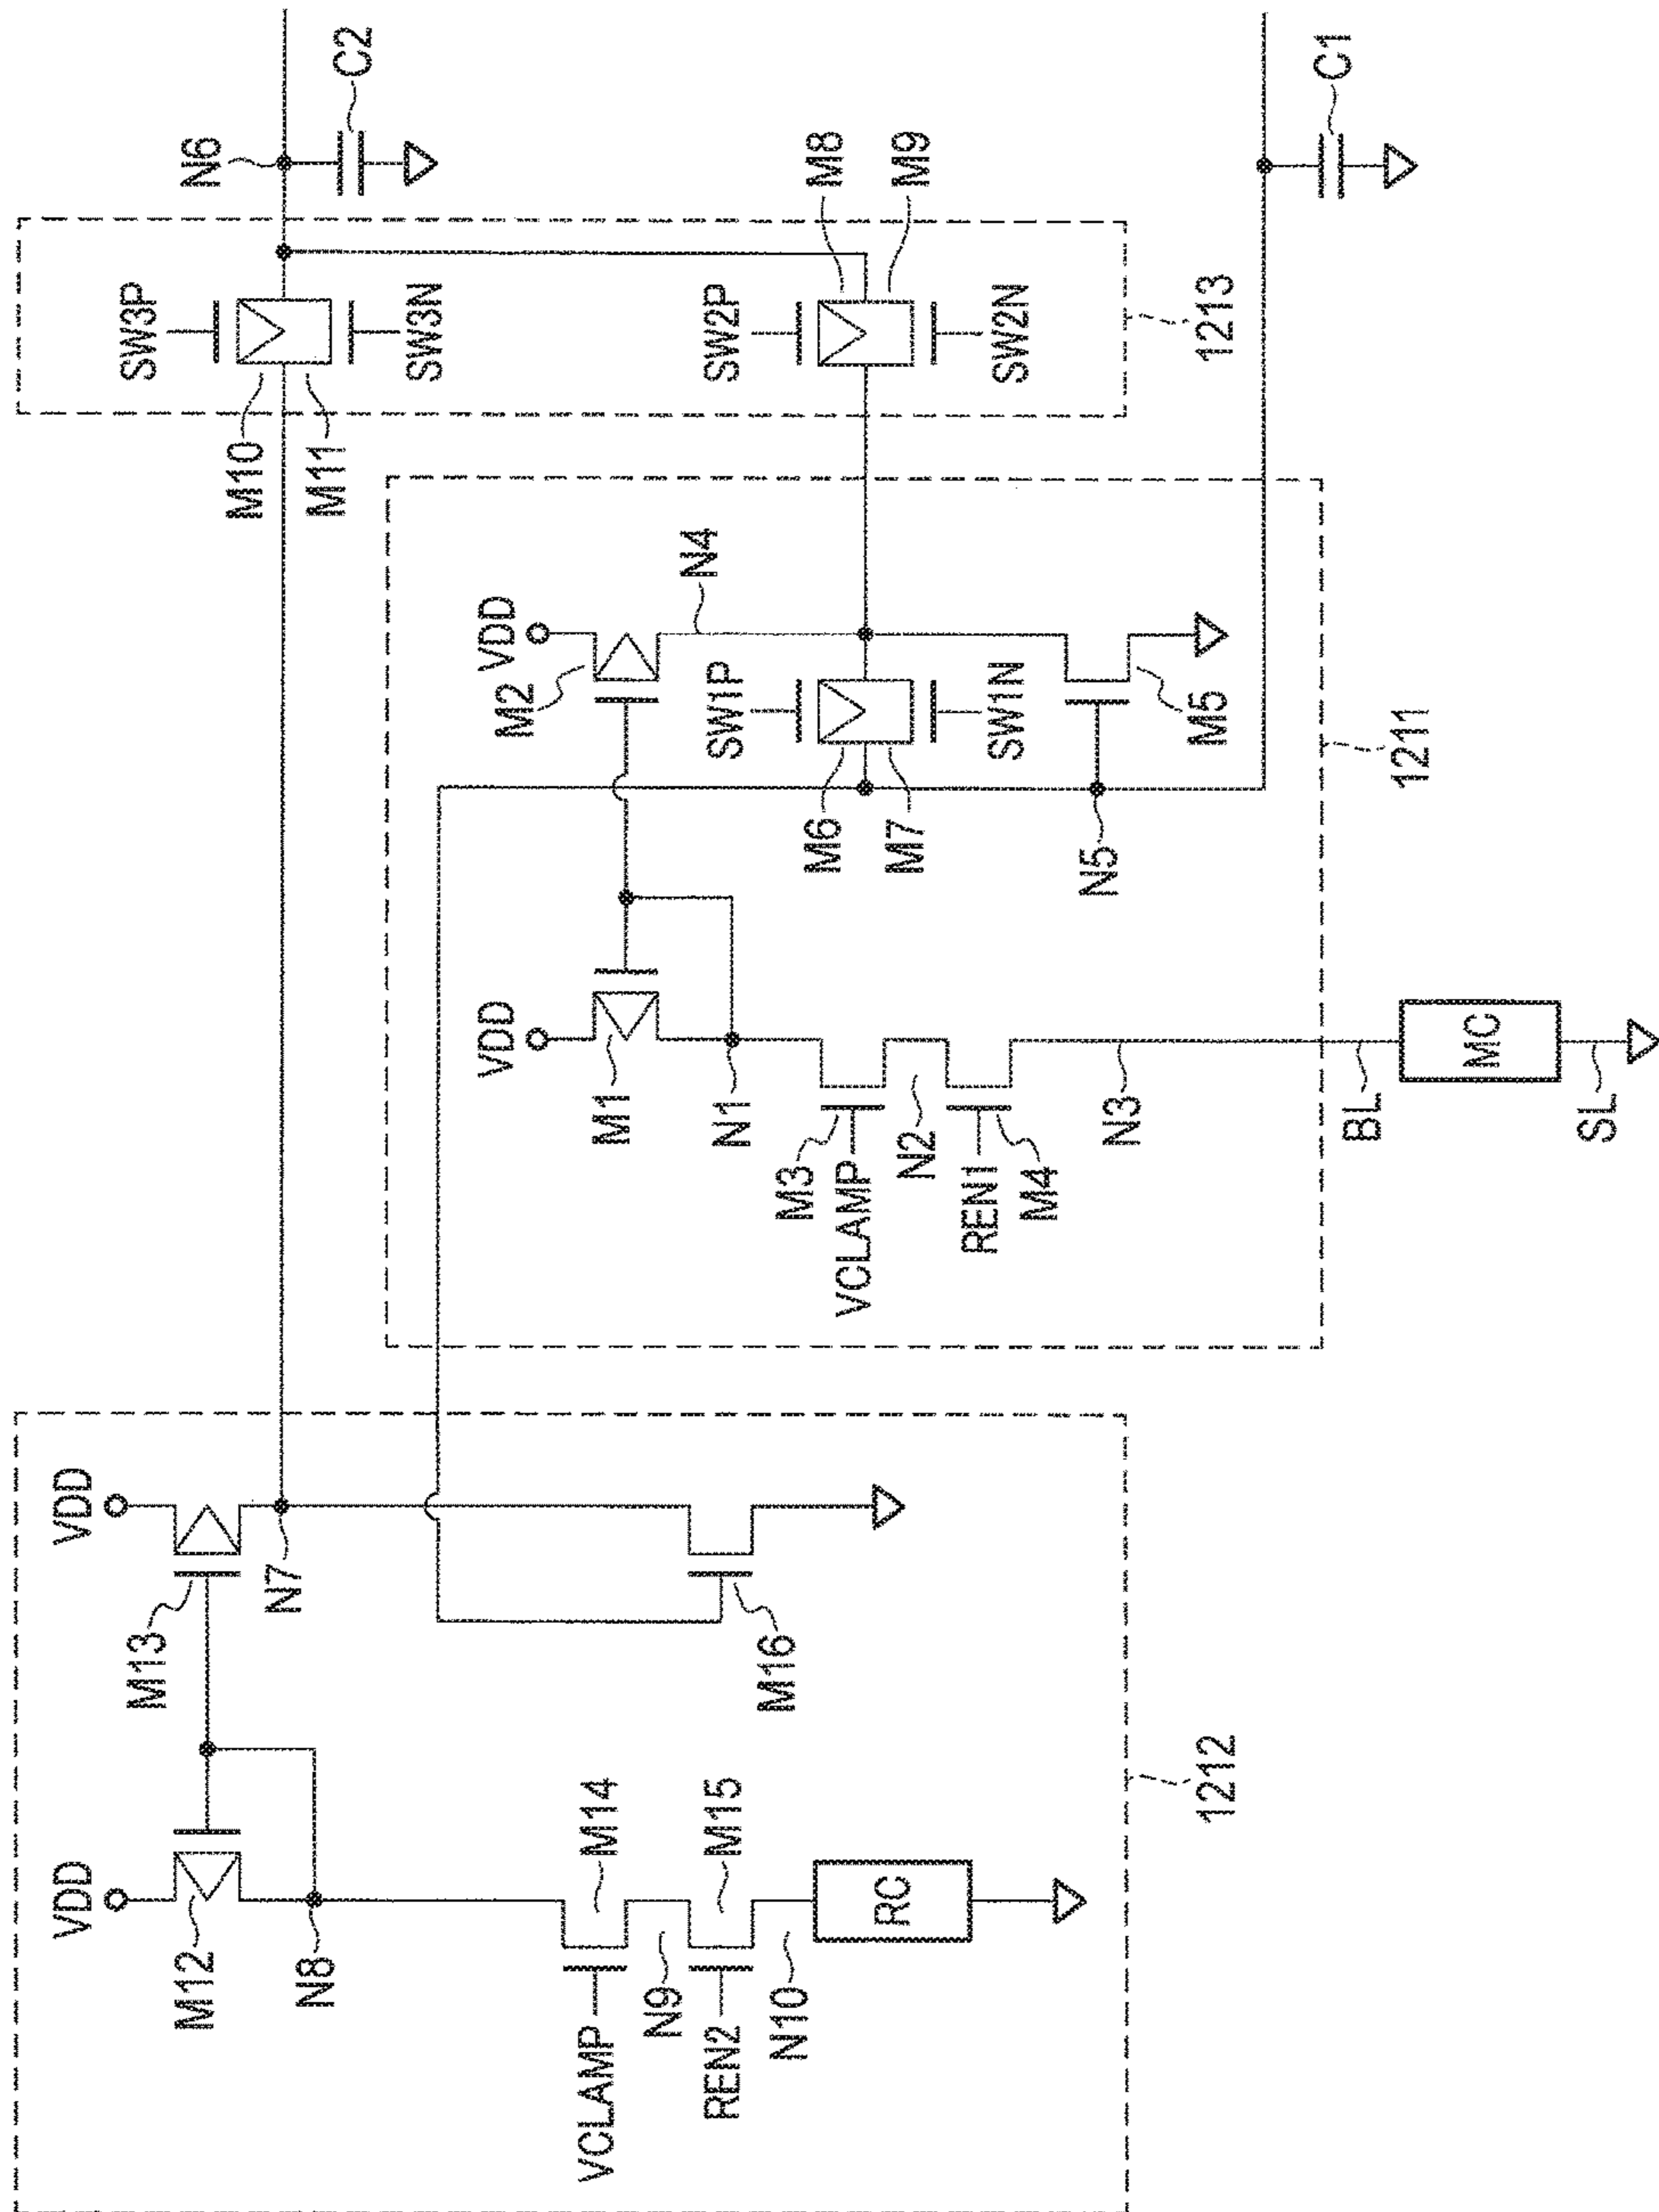 VDD
VDD
M12
M13
N8
N7
VCLAMP
M14
N9
REN2
M15
N10
RC
M16
1212
VDD
VDD
M1
M2
N1
N4
M3
VCLAMP
N2
REN1
M4
N3
SW1P
M6
M7
SW1N
N5
M5
1211
BL
MC
SL
SW3P
M10
M11
SW3N
SW2P
M8
M9
SW2N
1213
N6
C2
C1